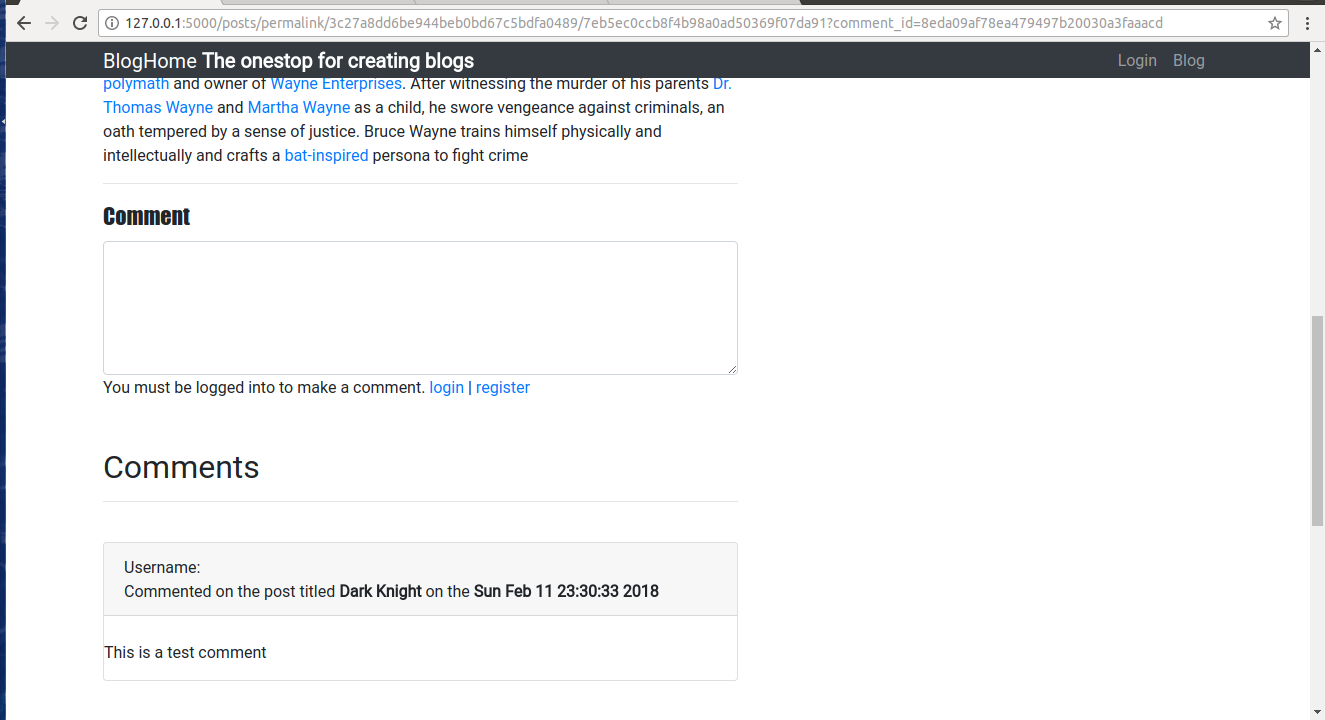 127.0.0.1:5000/posts/permalink/3c27a8dd6be944beb0bd67c5bdfa0489/7eb5ec0ccb8f4b98a0ad50369f07da91?comment_id=8eda09af78ea479497b20030a3faaacd
BlogHome The onestop for creating blogs Login Blog
polymath and owner of Wayne Enterprises. After witnessing the murder of his parents Dr.
Thomas Wayne and Martha Wayne as a child, he swore vengeance against criminals, an
oath tempered by a sense of justice. Bruce Wayne trains himself physically and
intellectually and crafts a bat-inspired persona to fight crime
Comment
You must be logged into to make a comment. login | register
Comments
Username:
Commented on the post titled Dark Knight on the Sun Feb 11 23:30:33 2018
This is a test comment